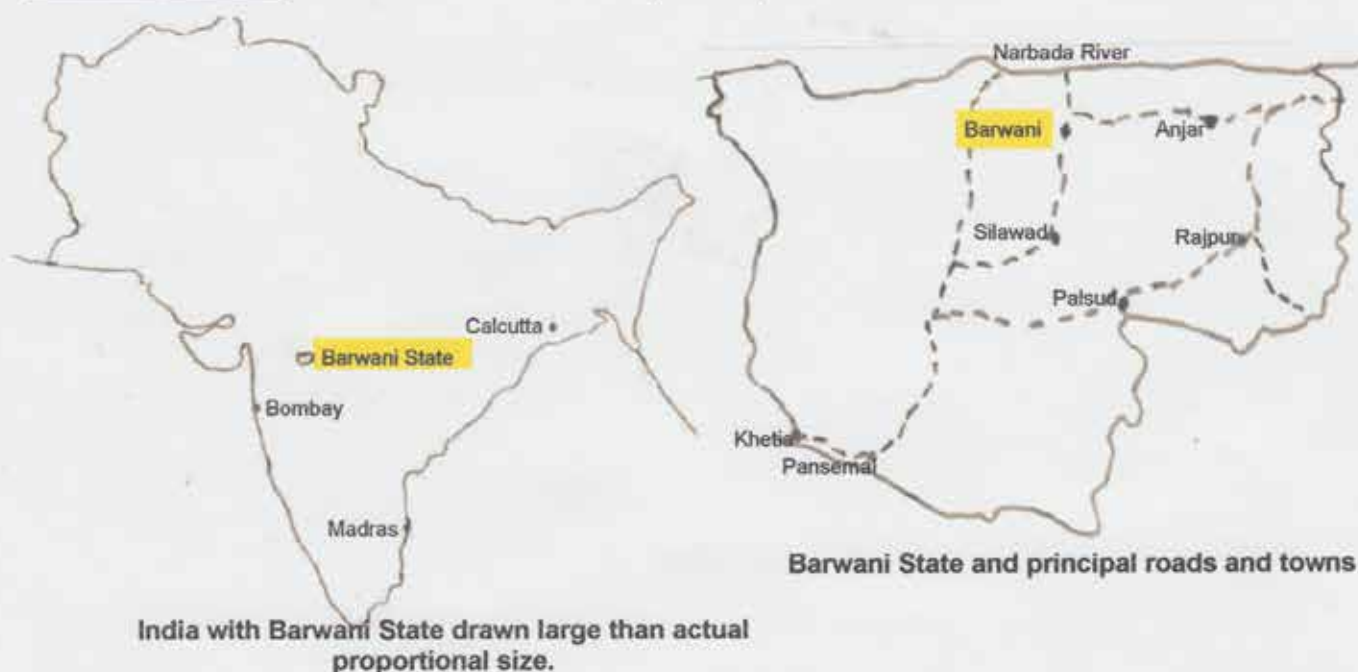 Narbada River
Barwani
Anjar
Silawad
Rajpur
Calcutta
Palsud
Barwani State
Bombay
Khetia
Pansemal
Madras
Barwani State and principal roads and towns
India with Barwani State drawn large than actual
proportional size.